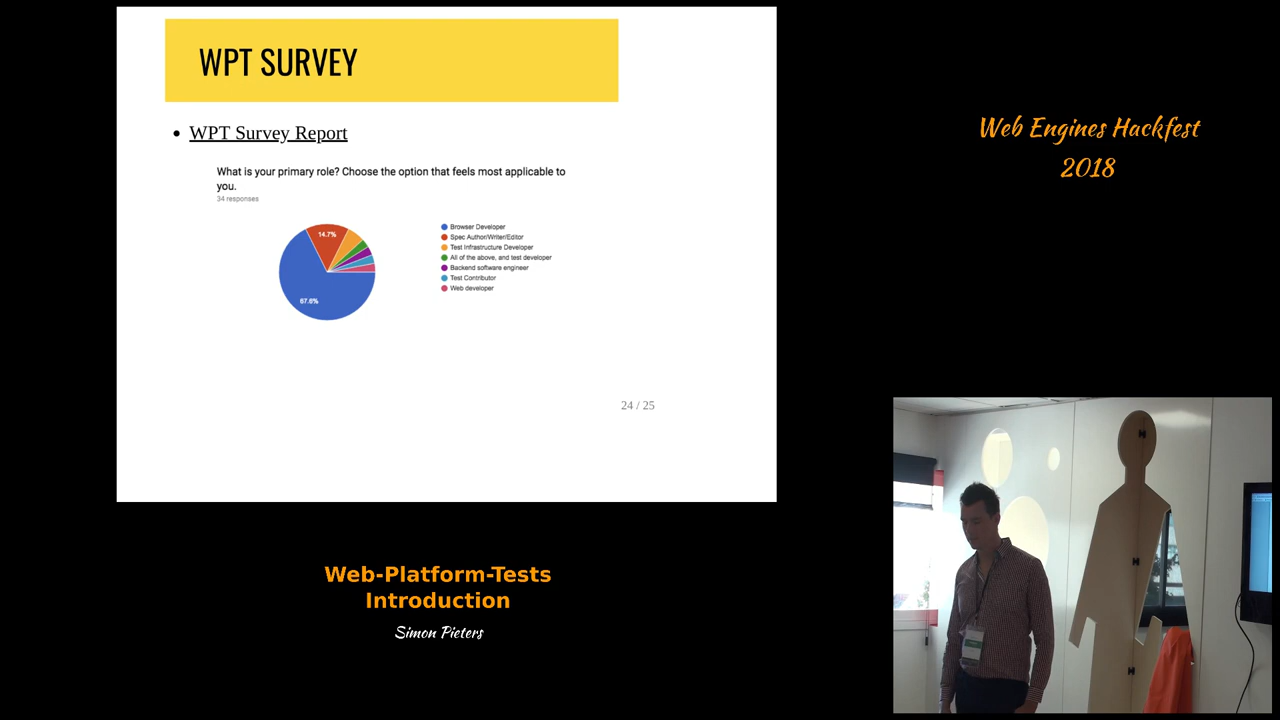 WPT SURVEY
WPT Survey Report
What is your primary role? Choose the option that feels most applicable to
you.
34 responses
14.7%
67.6%
Browser Developer
Spec Author/Writer/Editor
Test Infrastructure Developer
All of the above, and test developer
Backend software engineer
Test Contributor
Web developer
24 / 25
Web Engines Hackfest
2018
Web-Platform-Tests
Introduction
Simon Pieters